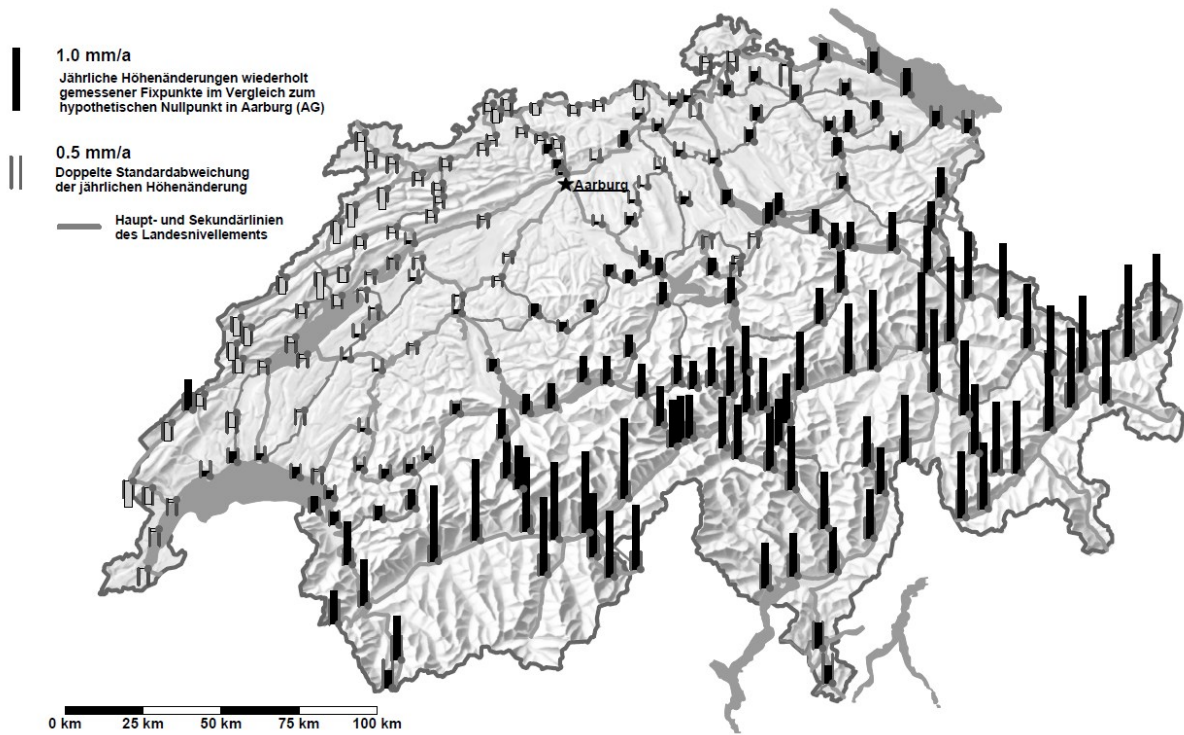 1.0 mm/a
Jährliche Höhenänderungen wiederholt
gemessener Fixpunkte im Vergleich zum
hypothetischen Nullpunkt in Aarburg (AG)
0.5 mm/a
Doppelte Standardabweichung
der jährlichen Höhenänderung
Haupt- und Sekundärlinien
des Landesnivellements
Aarburg
0 km 25 km 50 km 75 km 100 km